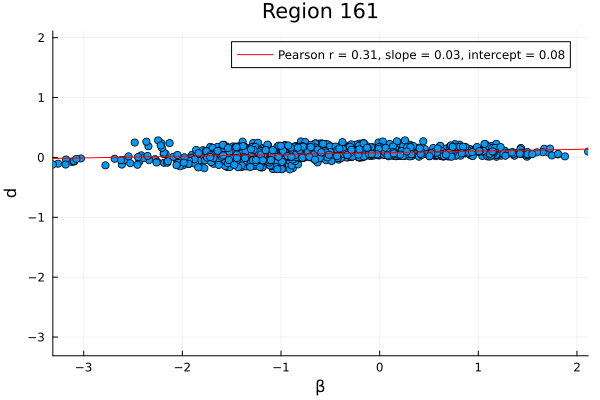 Region 161
Pearson r = 0.31, slope = 0.03, intercept = 0.08
2
1
0
−1
−2
−3
d
−3 −2 −1 0 1 2
β